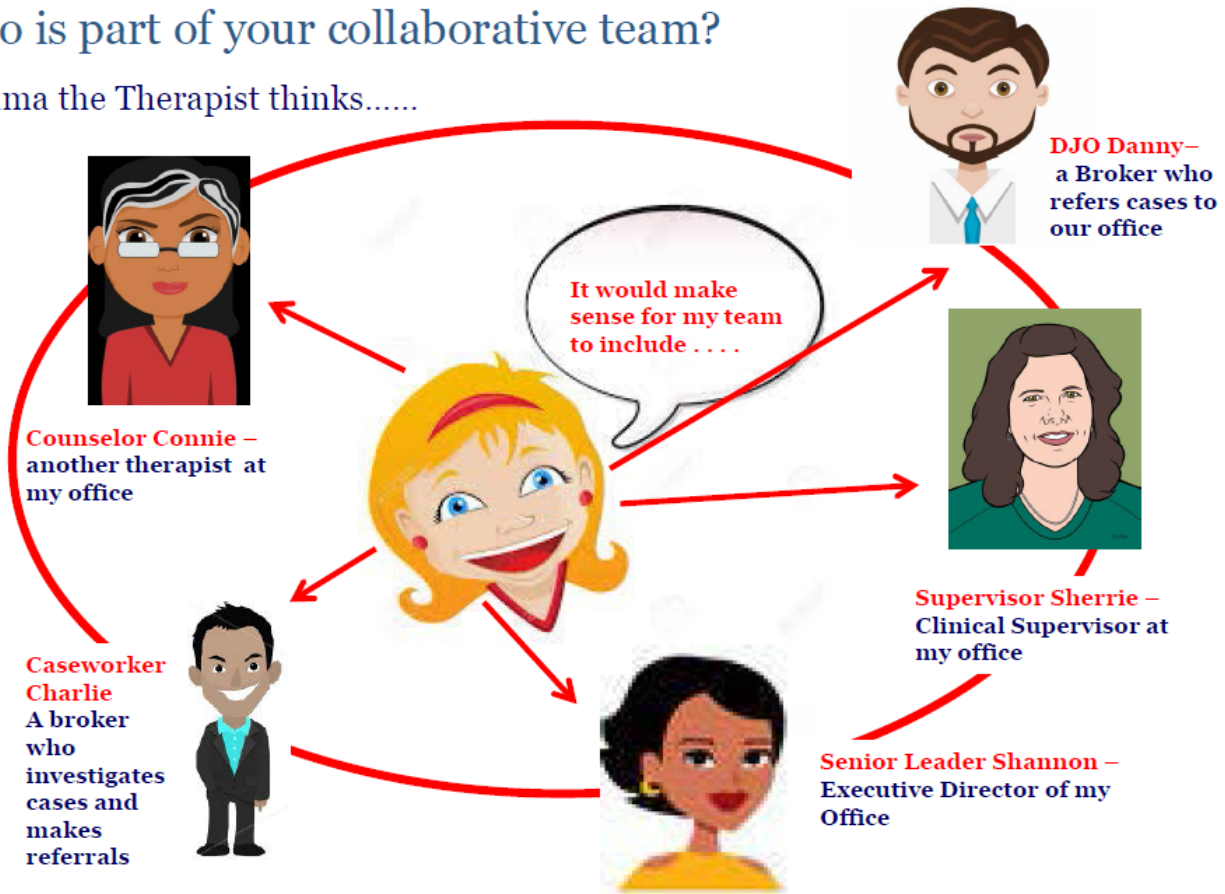 o is part of your collaborative team?
ma the Therapist thinks......
DJO Danny–
a Broker who
refers cases to
our office
It would make
sense for my team
to include . . . .
Counselor Connie –
another therapist at
my office
Supervisor Sherrie –
Clinical Supervisor at
my office
Caseworker
Charlie
A broker
who
investigates
cases and
makes
referrals
Senior Leader Shannon –
Executive Director of my
Office